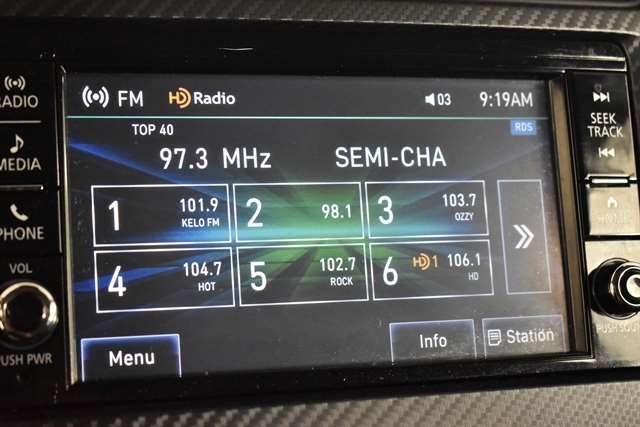 RADIO
MEDIA
PHONE
VOL
PUSH PWR
FM HD Radio 03 9:19AM
TOP 40 RDS
97.3 MHz SEMI-CHA
1 101.9 KELO FM
2 98.1
3 103.7 OZZY
4 104.7 HOT
5 102.7 ROCK
6 HD1 106.1 HD
Menu Info Station
SEEK
TRACK
PUSH SOUND